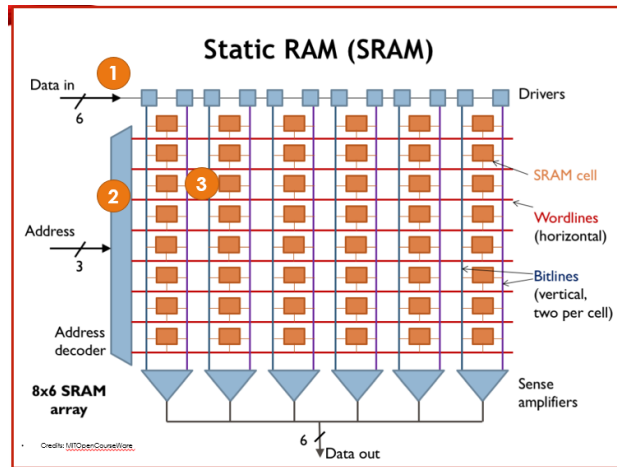 Static RAM (SRAM)
1
Data in
6
Drivers
SRAM cell
2
3
Wordlines
(horizontal)
Address
3
Bitlines
(vertical,
two per cell)
Address
decoder
8x6 SRAM
array
Sense
amplifiers
6
Data out
• Credits: MITOpenCourseWare